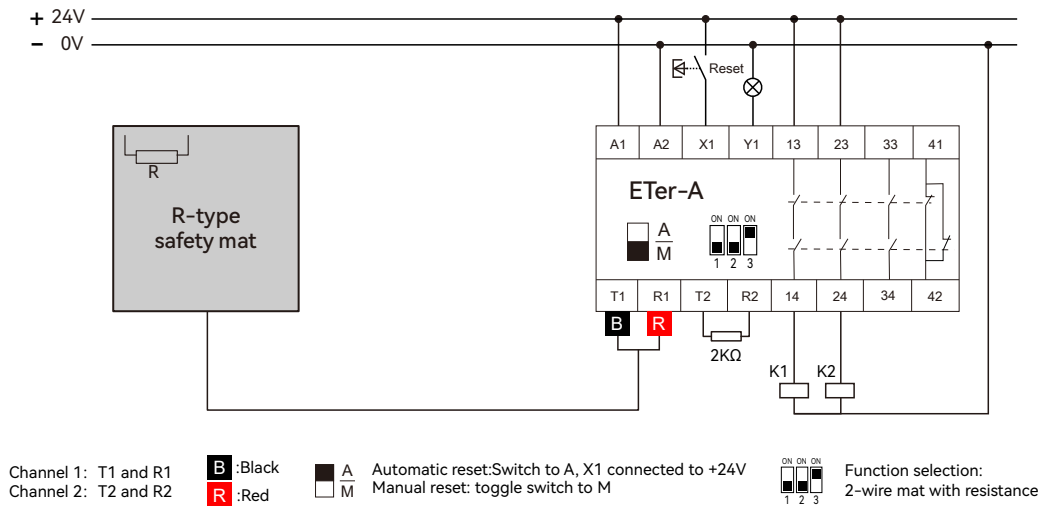 + 24V
− 0V
Reset
A1 A2 X1 Y1 13 23 33 41
R
R-type
safety mat
ETer-A
A
M
ON ON ON
1 2 3
T1 R1 T2 R2 14 24 34 42
B R
2KΩ
K1 K2
Channel 1: T1 and R1
Channel 2: T2 and R2
B :Black
R :Red
A
M
Automatic reset:Switch to A, X1 connected to +24V
Manual reset: toggle switch to M
ON ON ON
1 2 3
Function selection:
2-wire mat with resistance